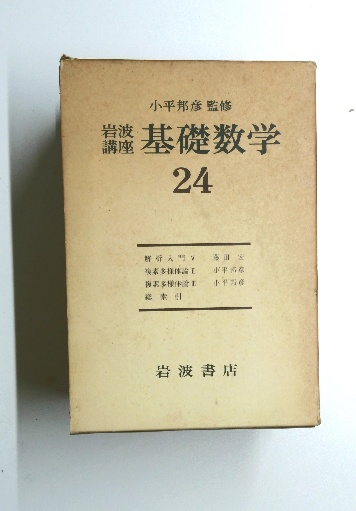 小平邦彦 監修
岩波講座 基礎数学
24
解析入門 V 藤田 宏
複素多様体論 II 小平邦彦
複素多様体論 III 小平邦彦
総索引
岩波書店